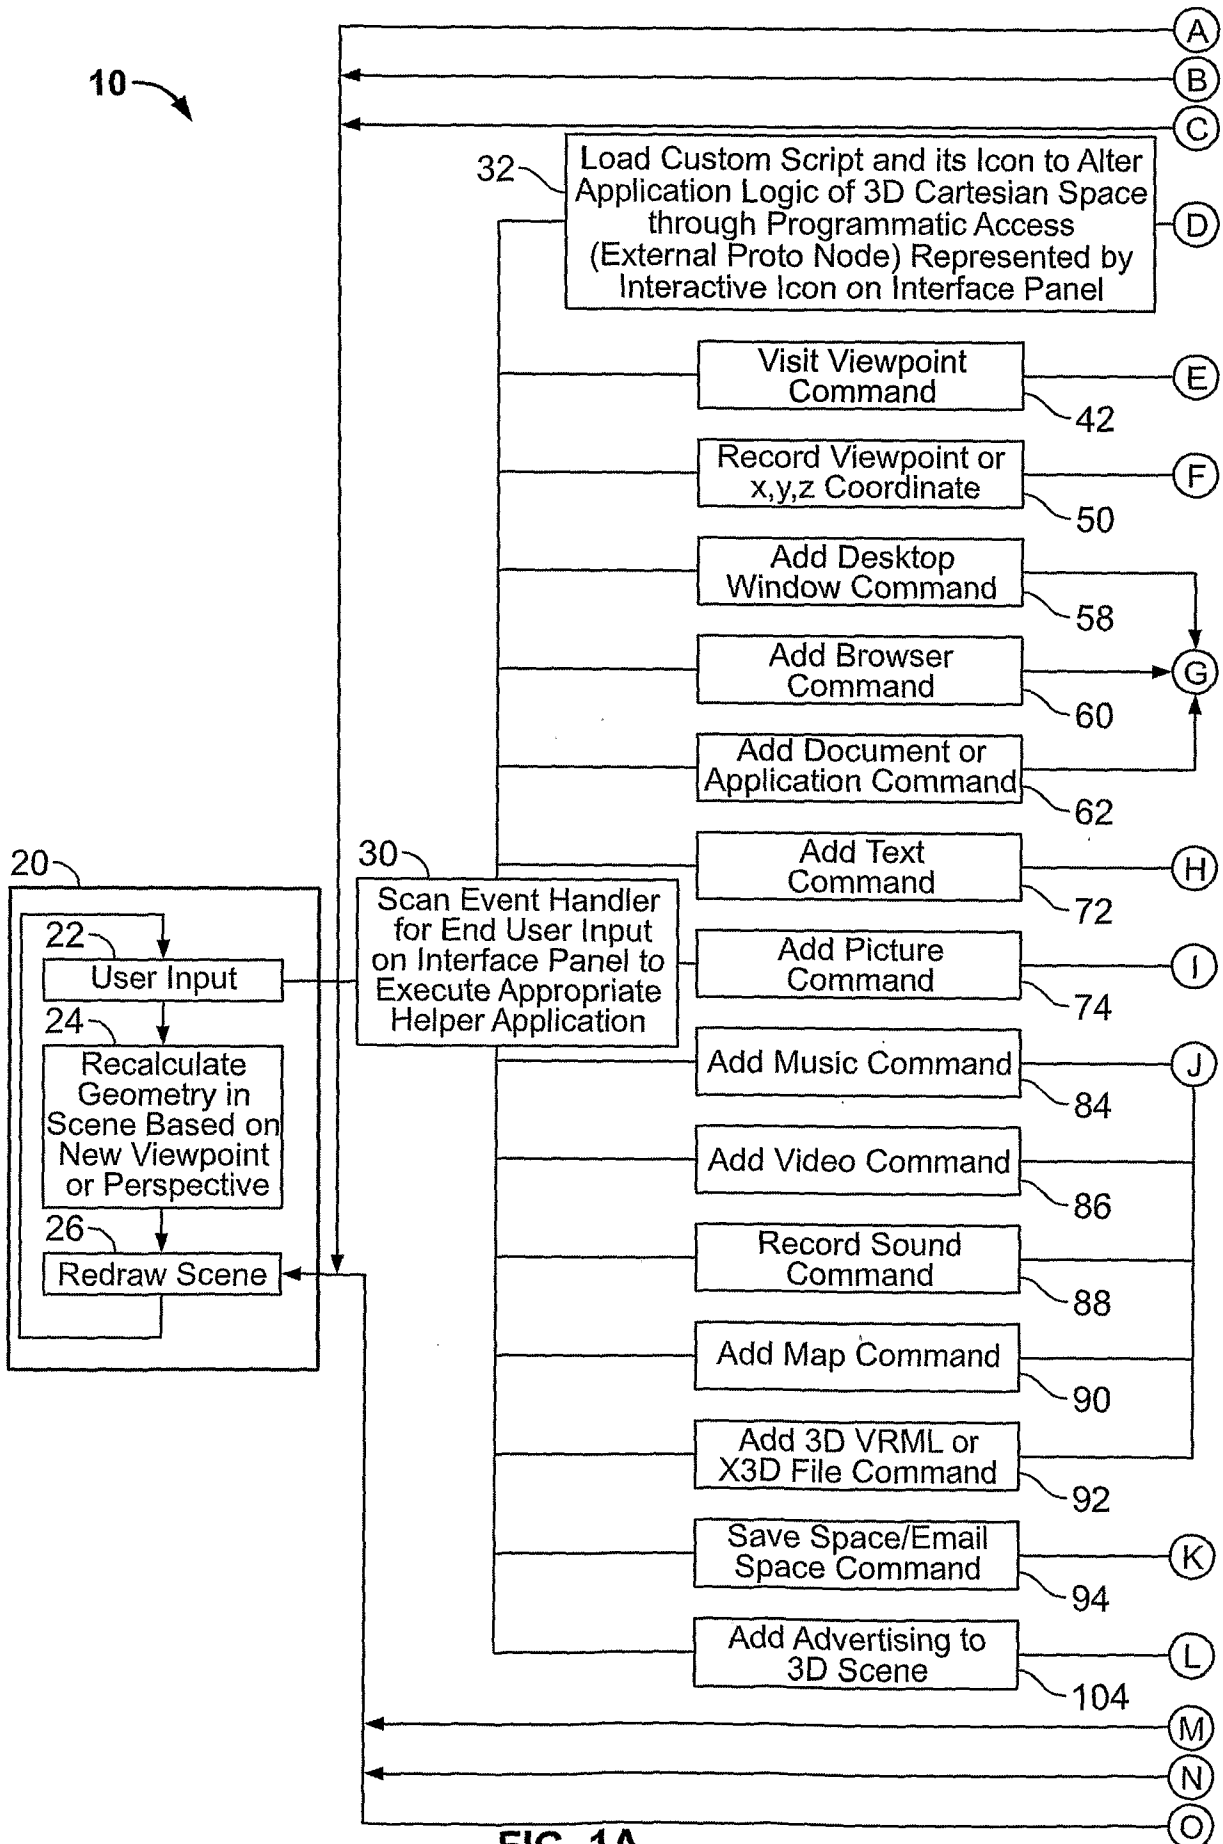 A
10
B
C
32
Load Custom Script and its Icon to Alter
Application Logic of 3D Cartesian Space
through Programmatic Access
(External Proto Node) Represented by
Interactive Icon on Interface Panel
D
Visit Viewpoint
Command
E
42
Record Viewpoint or
x,y,z Coordinate
F
50
Add Desktop
Window Command
58
Add Browser
Command
G
60
Add Document or
Application Command
62
Add Text
Command
H
72
20
22
User Input
24
Recalculate
Geometry in
Scene Based on
New Viewpoint
or Perspective
26
Redraw Scene
30
Scan Event Handler
for End User Input
on Interface Panel to
Execute Appropriate
Helper Application
Add Picture
Command
I
74
Add Music Command
J
84
Add Video Command
86
Record Sound
Command
88
Add Map Command
90
Add 3D VRML or
X3D File Command
92
Save Space/Email
Space Command
K
94
Add Advertising to
3D Scene
L
104
M
N
O
FIG. 1A